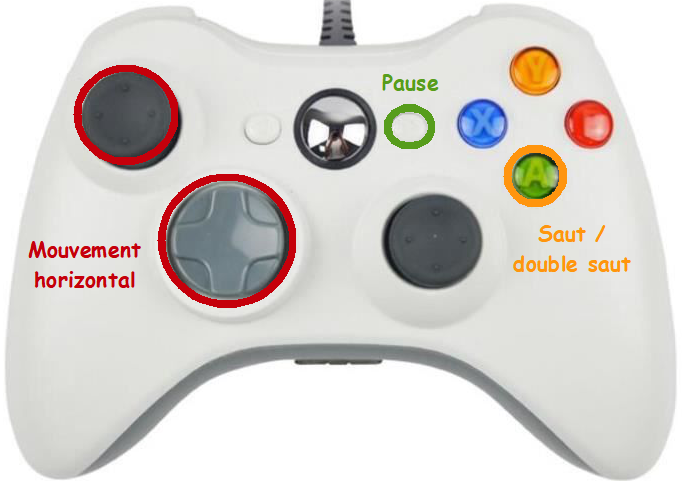 Pause
Y
X
A
Mouvement
horizontal
Saut /
double saut